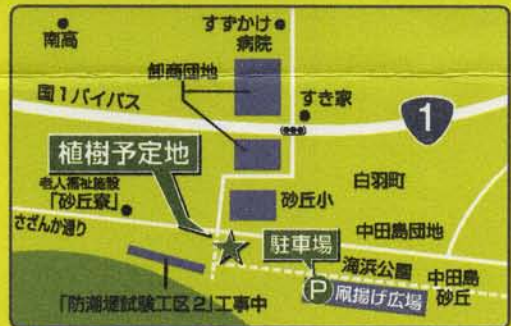 南高
すずかけ
病院
卸商団地
国1バイパス
すき家
1
植樹予定地
白羽町
老人福祉施設
「砂丘寮」
砂丘小
さざんか通り
中田島団地
駐車場
海浜公園
中田島
砂丘
P
凧揚げ広場
「防潮堤試験工区2」工事中